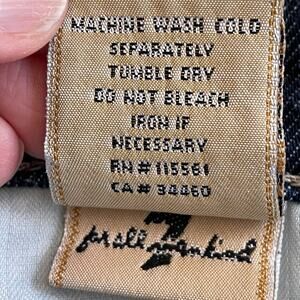 MACHINE WASH COLD
SEPARATELY
TUMBLE DRY
DO NOT BLEACH
IRON IF
NECESSARY
RN # 115561
CA # 34460
7
for all mankind